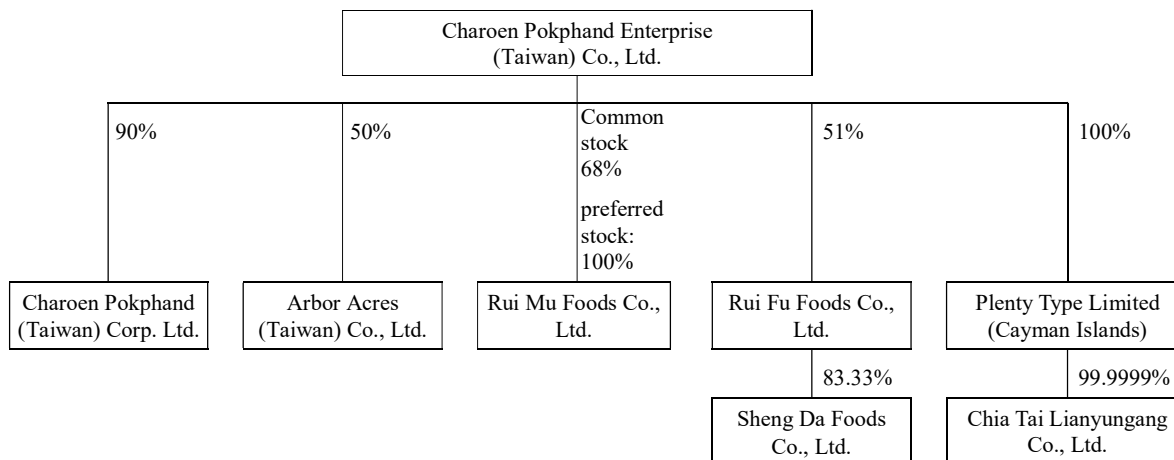 Charoen Pokphand Enterprise
(Taiwan) Co., Ltd.
90%
50%
Common
stock
68%
preferred
stock:
100%
51%
100%
Charoen Pokphand
(Taiwan) Corp. Ltd.
Arbor Acres
(Taiwan) Co., Ltd.
Rui Mu Foods Co.,
Ltd.
Rui Fu Foods Co.,
Ltd.
Plenty Type Limited
(Cayman Islands)
83.33%
99.9999%
Sheng Da Foods
Co., Ltd.
Chia Tai Lianyungang
Co., Ltd.